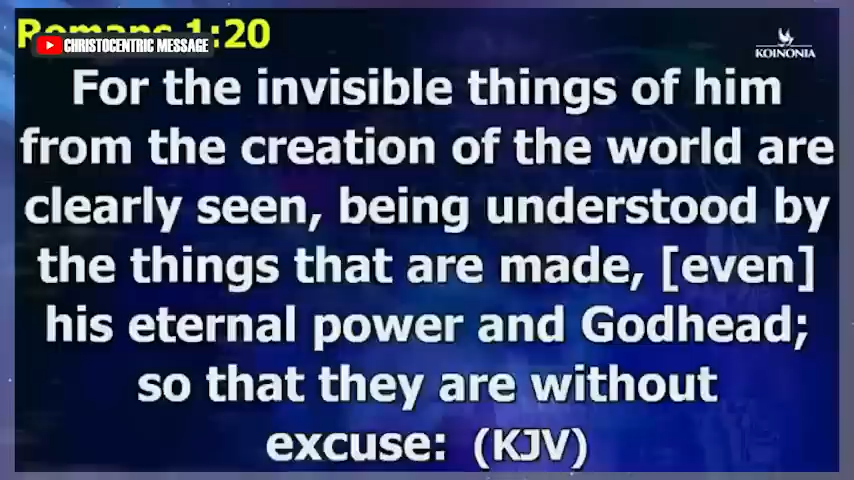 Romans 1:20
CHRISTOCENTRIC MESSAGE
KOINONIA
For the invisible things of him
from the creation of the world are
clearly seen, being understood by
the things that are made, [even]
his eternal power and Godhead;
so that they are without
excuse: (KJV)